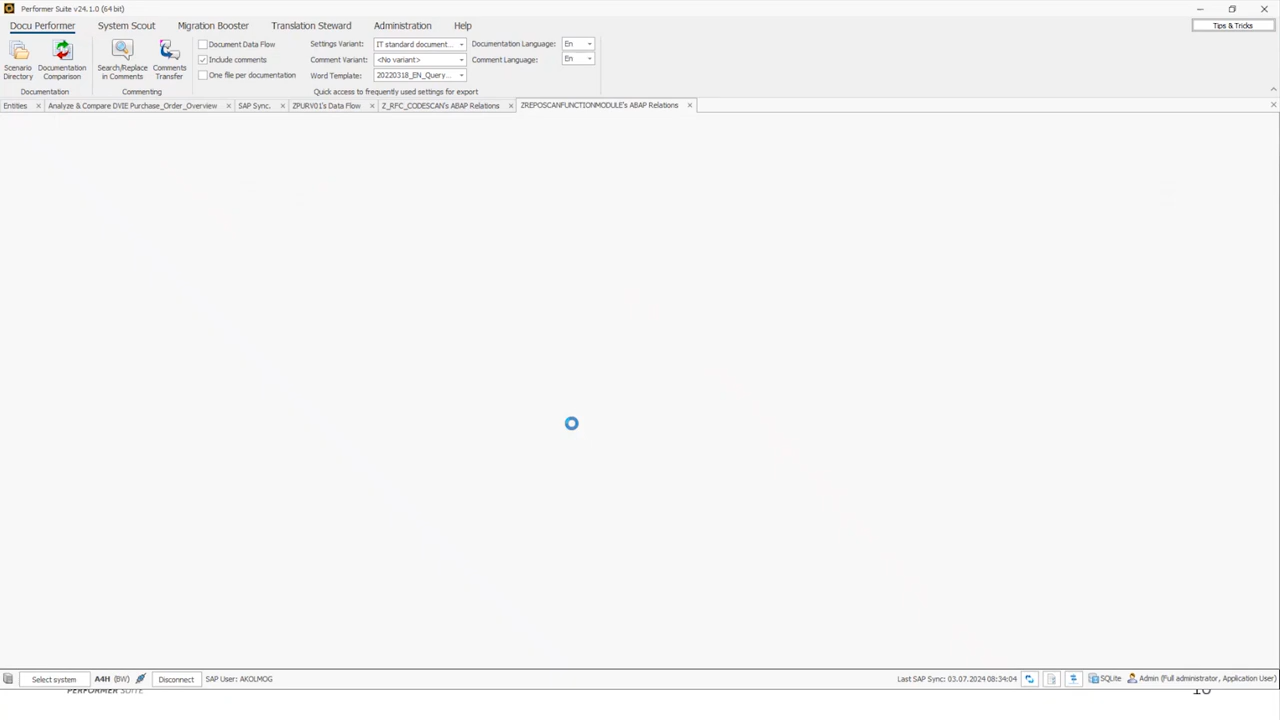 Performer Suite v24.1.0 (64 bit)
Docu Performer System Scout Migration Booster Translation Steward Administration Help Tips & Tricks
Scenario Directory
Documentation Comparison
Documentation
Search/Replace in Comments
Comments Transfer
Commenting
Document Data Flow
Include comments
One file per documentation
Settings Variant: IT standard document...
Comment Variant: <No variant>
Word Template: 20220318_EN_Query...
Documentation Language: En
Comment Language: En
Quick access to frequently used settings for export
Entities Analyze & Compare DVIE Purchase_Order_Overview SAP Sync. ZPURV01's Data Flow Z_RFC_CODESCAN's ABAP Relations ZREPOSCANFUNCTIONMODULE's ABAP Relations
Select system A4H (BW) Disconnect SAP User: AKOLMOG Last SAP Sync: 03.07.2024 08:34:04 SQLite Admin (Full administrator, Application User)
PERFORMER SUITE